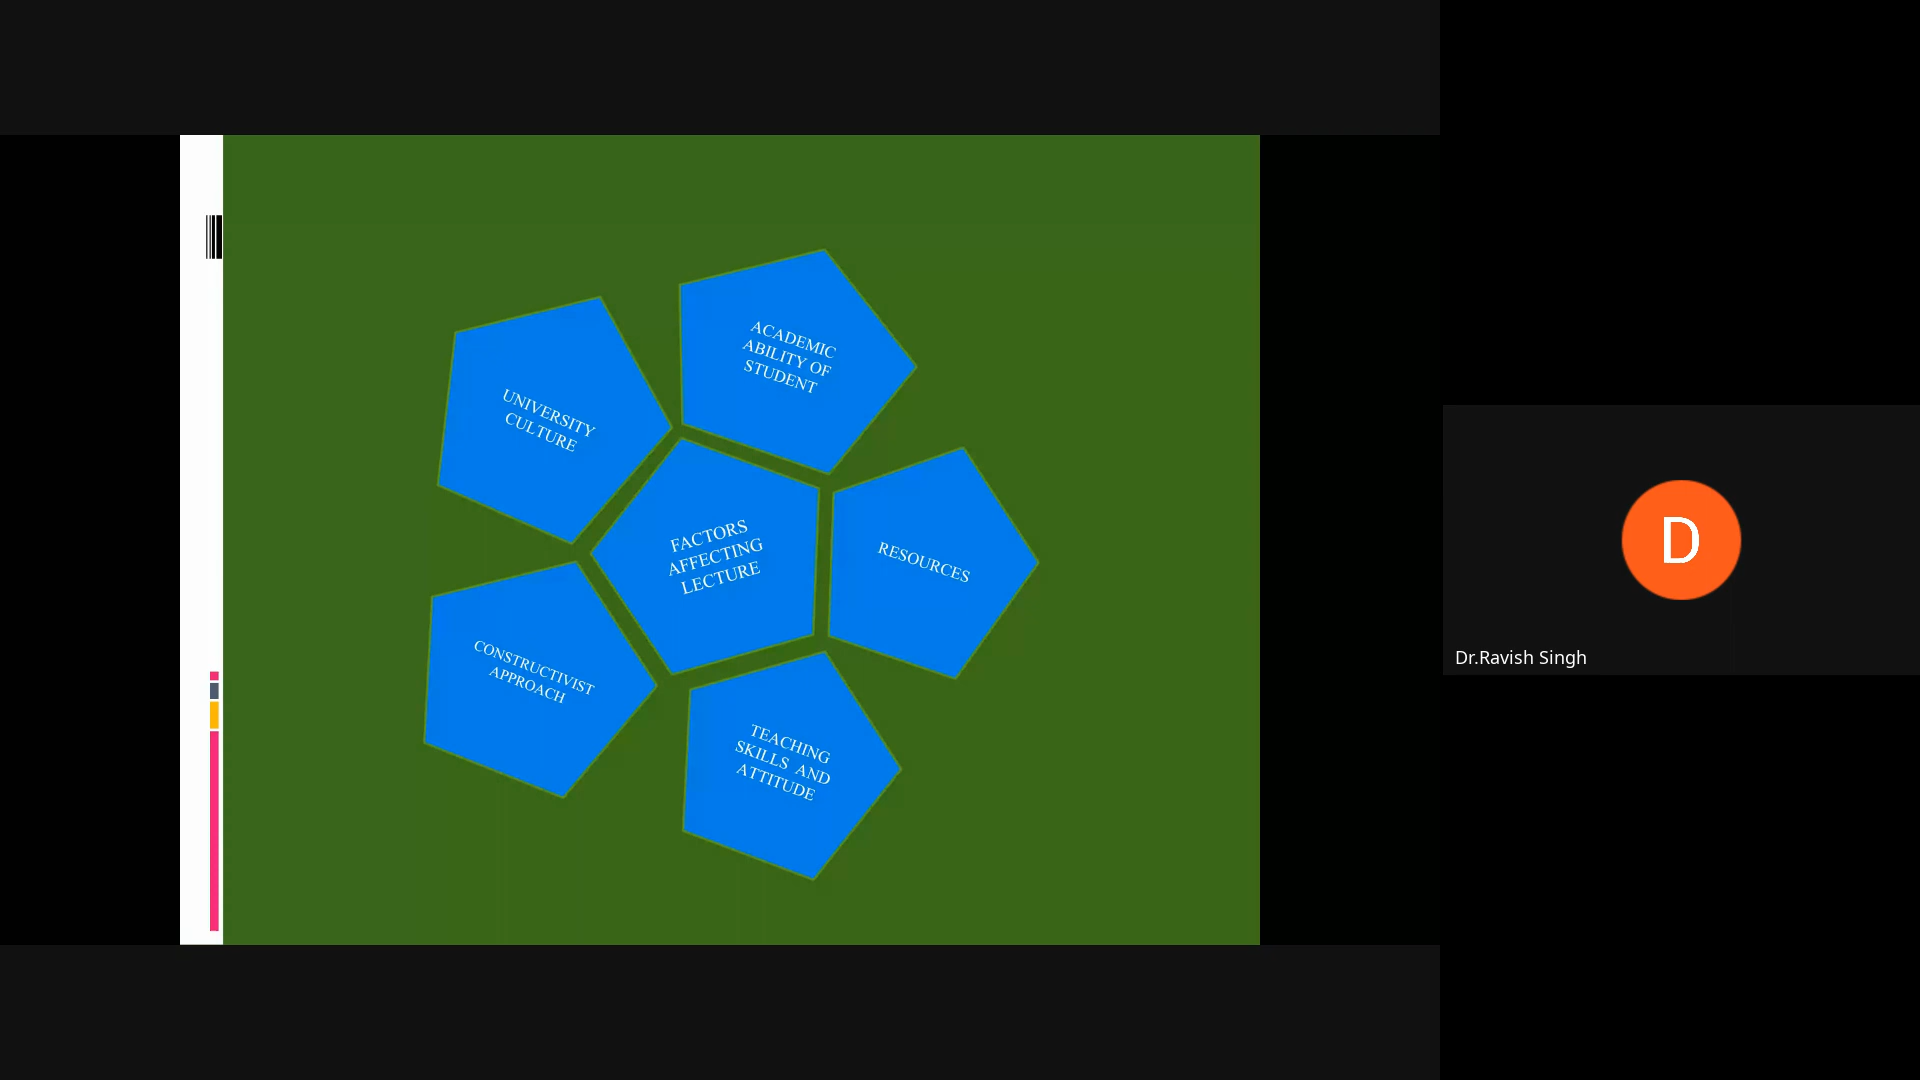 ACADEMIC
ABILITY OF
STUDENT
UNIVERSITY
CULTURE
FACTORS
AFFECTING
LECTURE
RESOURCES
CONSTRUCTIVIST
APPROACH
TEACHING
SKILLS AND
ATTITUDE
D
Dr.Ravish Singh